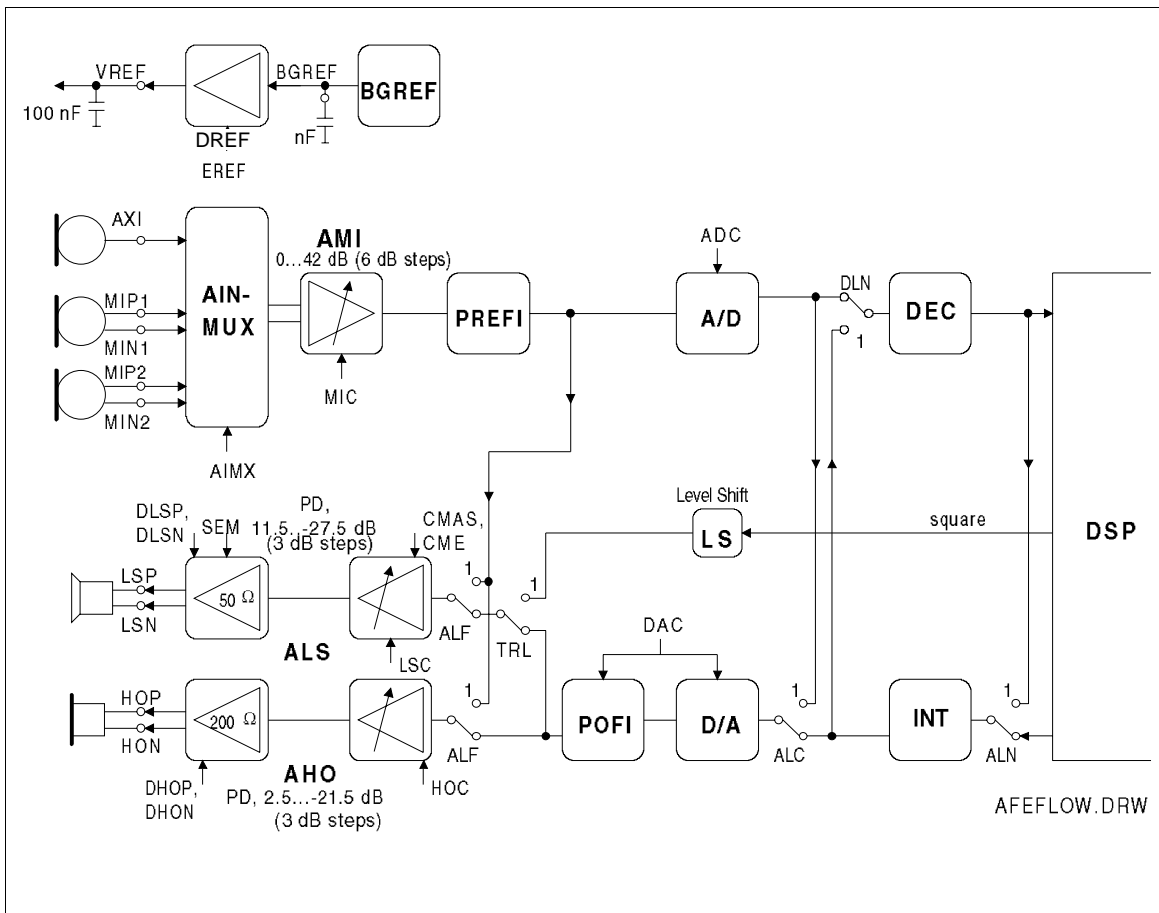 VREF
BGREF
BGREF
100 nF
nF
DREF
EREF
AXI
AMI
0...42 dB (6 dB steps)
ADC
MIP1
MIN1
AIN-
MUX
PREFI
A/D
DLN
1
DEC
MIP2
MIN2
MIC
AIMX
DLSP,
DLSN
SEM
PD,
11.5...-27.5 dB
(3 dB steps)
CMAS,
CME
Level Shift
LS
square
DSP
LSP
LSN
50 Ω
1
1
ALF
TRL
ALS
LSC
DAC
HOP
HON
200 Ω
1
ALF
POFI
D/A
1
ALC
INT
1
ALN
DHOP,
DHON
AHO
PD, 2.5...-21.5 dB
(3 dB steps)
HOC
AFEFLOW.DRW